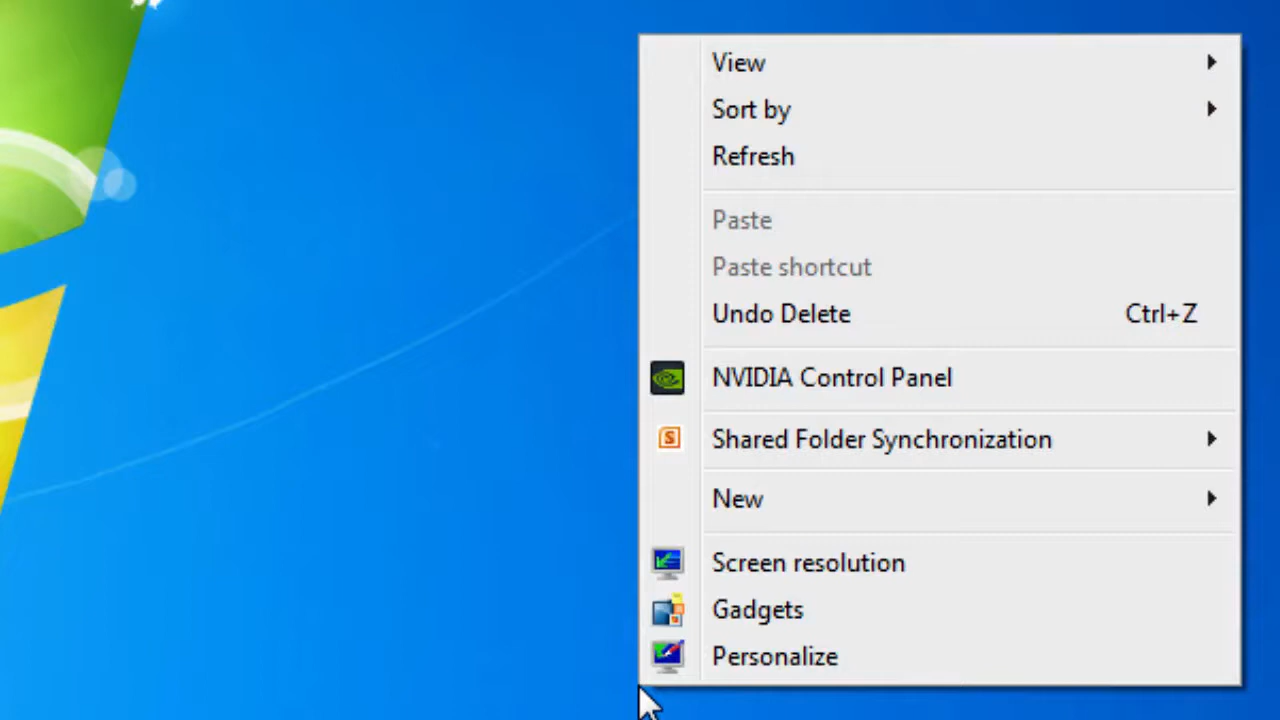 View
Sort by
Refresh
Paste
Paste shortcut
Undo Delete Ctrl+Z
NVIDIA Control Panel
Shared Folder Synchronization
New
Screen resolution
Gadgets
Personalize